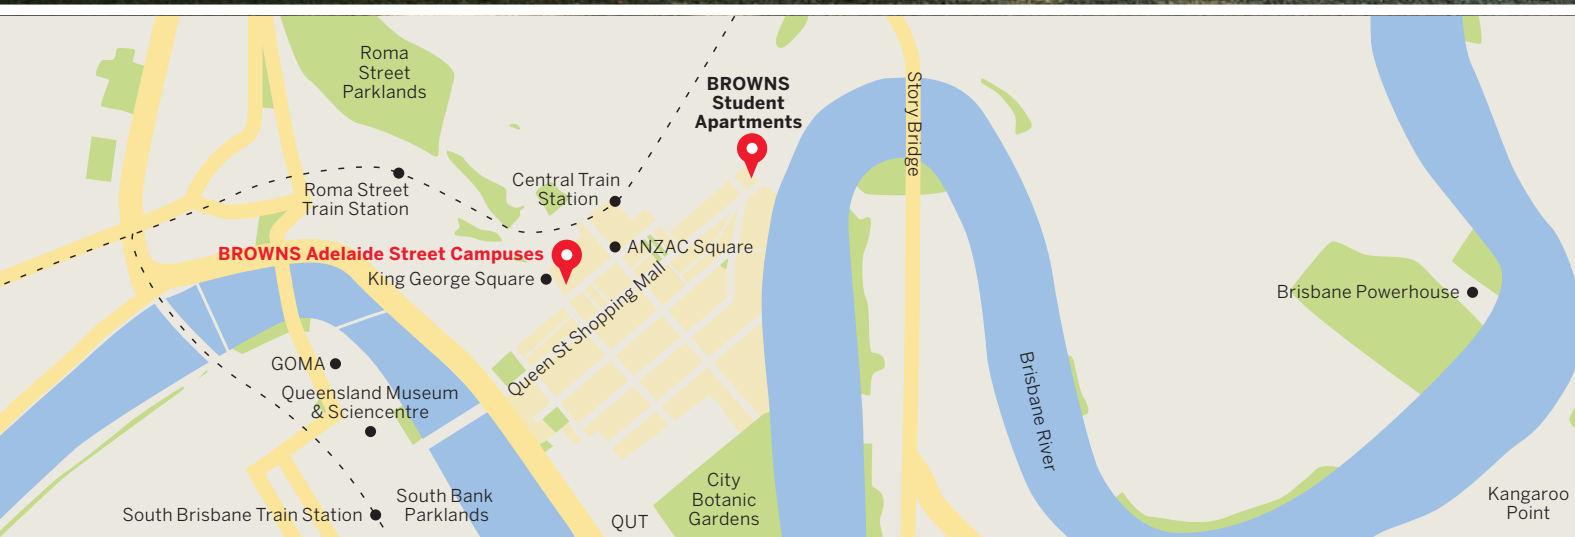 Roma
Street
Parklands
BROWNS
Student
Apartments
Story Bridge
Roma Street
Train Station
Central Train
Station
BROWNS Adelaide Street Campuses
ANZAC Square
King George Square
Queen St Shopping Mall
Brisbane Powerhouse
GOMA
Queensland Museum
& Sciencentre
Brisbane River
South Brisbane Train Station
South Bank
Parklands
QUT
City
Botanic
Gardens
Kangaroo
Point